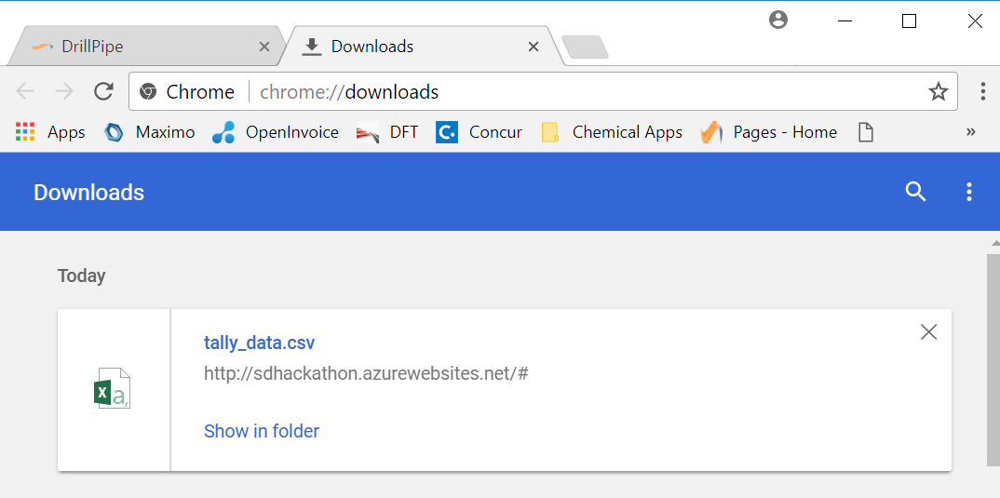 DrillPipe
Downloads
Chrome chrome://downloads
Apps Maximo OpenInvoice DFT Concur Chemical Apps Pages - Home »
Downloads
Today
tally_data.csv
http://sdhackathon.azurewebsites.net/#
Show in folder